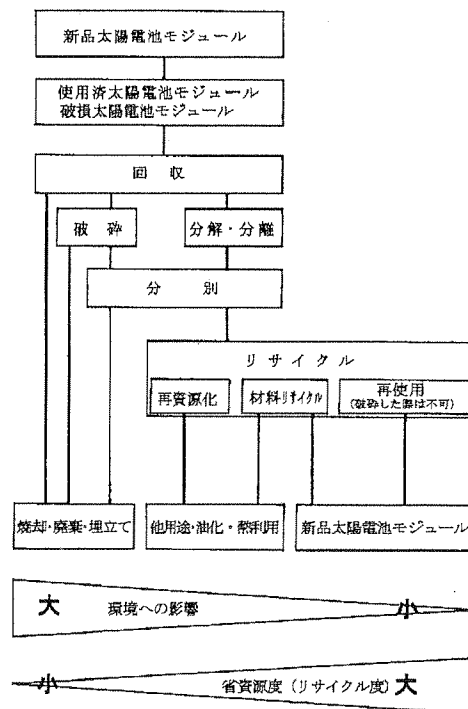 新品太陽電池モジュール
使用済太陽電池モジュール
破損太陽電池モジュール
回収
破砕
分解・分離
分別
リサイクル
再資源化
材料リサイクル
再使用
(破砕した際は不可)
焼却・廃棄・埋立て
他用途・油化・熱利用
新品太陽電池モジュール
大
環境への影響
小
小
省資源度(リサイクル度)
大